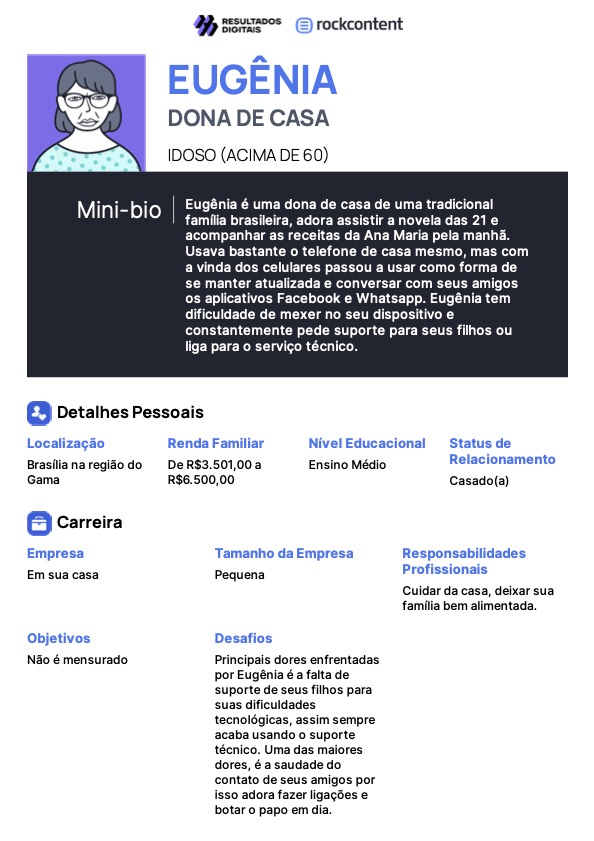 RESULTADOS
DIGITAIS
rockcontent
EUGÊNIA
DONA DE CASA
IDOSO (ACIMA DE 60)
Mini-bio
Eugênia é uma dona de casa de uma tradicional
família brasileira, adora assistir a novela das 21 e
acompanhar as receitas da Ana Maria pela manhã.
Usava bastante o telefone de casa mesmo, mas com
a vinda dos celulares passou a usar como forma de
se manter atualizada e conversar com seus amigos
os aplicativos Facebook e Whatsapp. Eugênia tem
dificuldade de mexer no seu dispositivo e
constantemente pede suporte para seus filhos ou
liga para o serviço técnico.
Detalhes Pessoais
Localização
Brasília na região do
Gama
Renda Familiar
De R$3.501,00 a
R$6.500,00
Nível Educacional
Ensino Médio
Status de
Relacionamento
Casado(a)
Carreira
Empresa
Em sua casa
Tamanho da Empresa
Pequena
Responsabilidades
Profissionais
Cuidar da casa, deixar sua
família bem alimentada.
Objetivos
Não é mensurado
Desafios
Principais dores enfrentadas
por Eugênia é a falta de
suporte de seus filhos para
suas dificuldades
tecnológicas, assim sempre
acaba usando o suporte
técnico. Uma das maiores
dores, é a saudade do
contato de seus amigos por
isso adora fazer ligações e
botar o papo em dia.